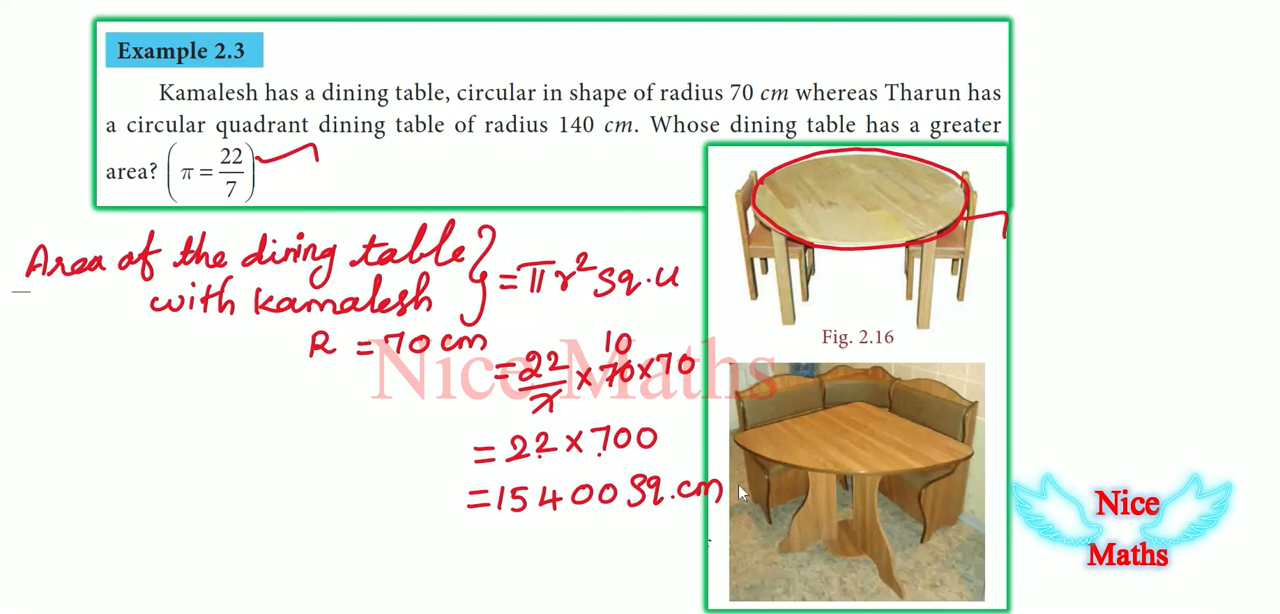 Example 2.3
Kamalesh has a dining table, circular in shape of radius 70 cm whereas Tharun has
a circular quadrant dining table of radius 140 cm. Whose dining table has a greater
area? (π = 22/7)
Area of the dining table
with Kamalesh } = πr² sq.u
R = 70 cm
Fig. 2.16
10
= 22/7 × 70 × 70
= 22 × 700
= 15400 sq.cm
Nice Maths
Nice
Maths